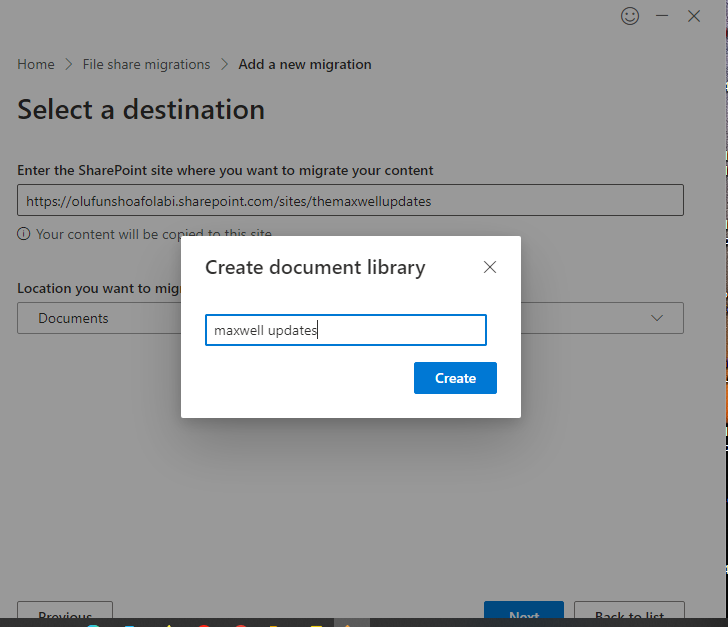 Home > File share migrations > Add a new migration
Select a destination
Enter the SharePoint site where you want to migrate your content
https://olufunshoafolabi.sharepoint.com/sites/themaxwellupdates
Your content will be copied to this site
Location you want to mig
Documents
Create document library
maxwell updates
Create
Previous Next Back to list